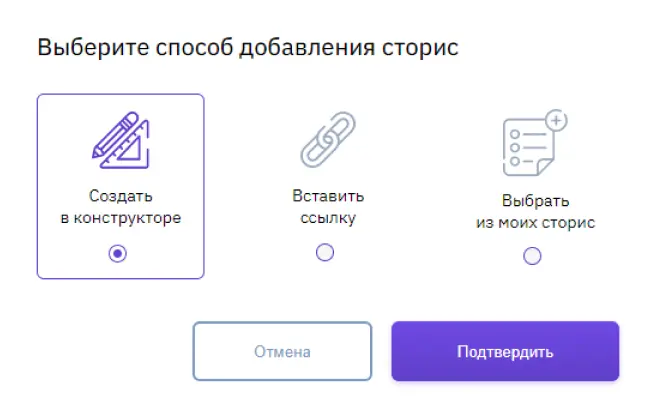 Выберите способ добавления сторис
Создать
в конструкторе
Вставить
ссылку
Выбрать
из моих сторис
Отмена
Подтвердить